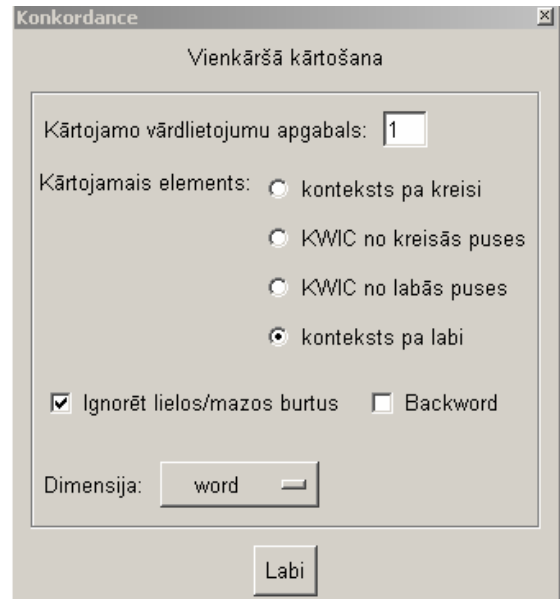 Konkordance
Vienkāršā kārtošana
Kārtojamo vārdlietojumu apgabals: 1
Kārtojamais elements: konteksts pa kreisi
KWIC no kreisās puses
KWIC no labās puses
konteksts pa labi
Ignorēt lielos/mazos burtus Backword
Dimensija: word
Labi